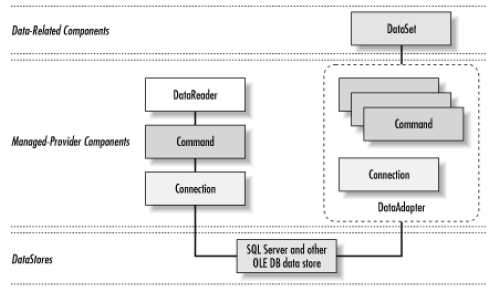 Data-Related Components
DataSet
DataReader
Command
Managed-Provider Components
Command
Connection
Connection
DataAdapter
DataStores
SQL Server and other
OLE DB data store